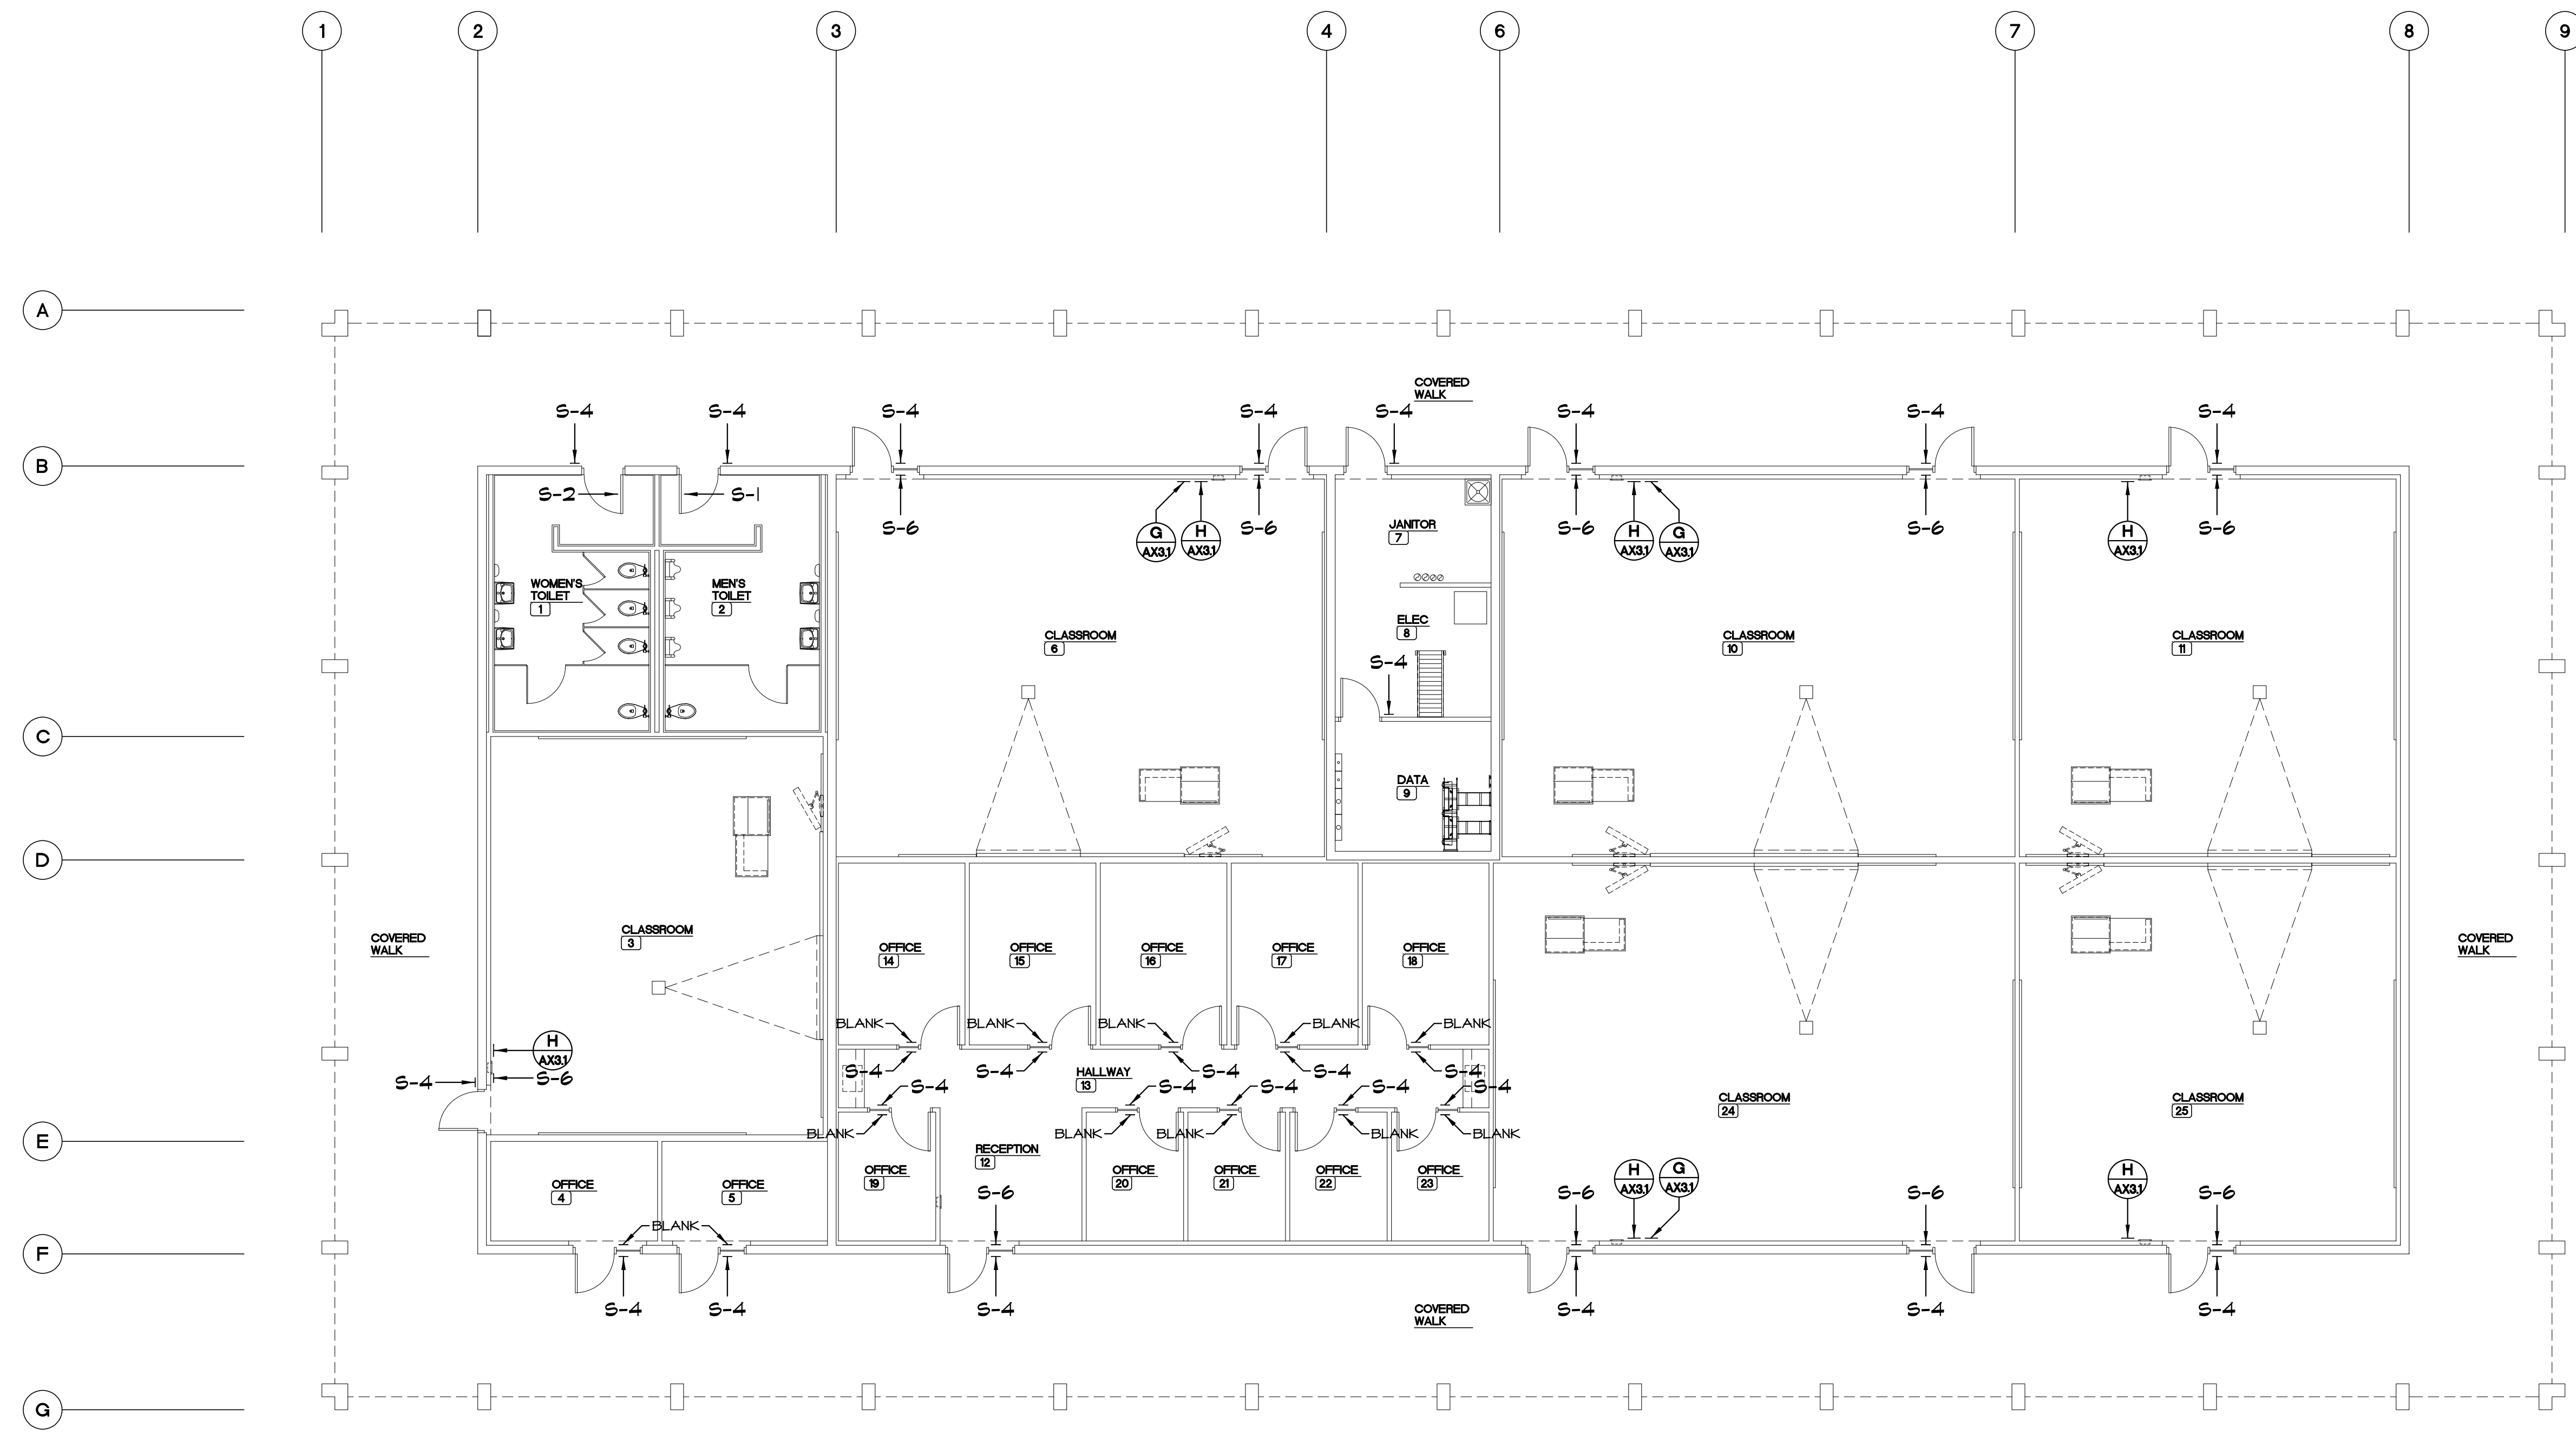 1
2
3
4
6
7
8
9
A
COVERED
WALK
S-4
S-4
S-4
S-4
S-4
S-4
S-4
S-4
B
S-2
S-1
S-6
G
AX3.1
H
AX3.1
S-6
JANITOR
7
S-6
H
AX3.1
G
AX3.1
S-6
H
AX3.1
S-6
WOMEN'S
TOILET
1
MEN'S
TOILET
2
CLASSROOM
6
ELEC
8
CLASSROOM
10
CLASSROOM
11
S-4
C
DATA
9
D
COVERED
WALK
CLASSROOM
3
OFFICE
14
OFFICE
15
OFFICE
16
OFFICE
17
OFFICE
18
COVERED
WALK
BLANK
BLANK
BLANK
BLANK
BLANK
H
AX3.1
S-4
S-6
S-4
S-4
S-4
S-4
S-4
HALLWAY
13
S-4
S-4
S-4
S-4
S-4
CLASSROOM
24
CLASSROOM
25
E
BLANK
BLANK
BLANK
BLANK
BLANK
RECEPTION
12
OFFICE
4
OFFICE
5
OFFICE
19
OFFICE
20
OFFICE
21
OFFICE
22
OFFICE
23
S-6
S-6
H
AX3.1
G
AX3.1
S-6
H
AX3.1
S-6
BLANK
F
S-4
S-4
S-4
COVERED
WALK
S-4
S-4
S-4
G